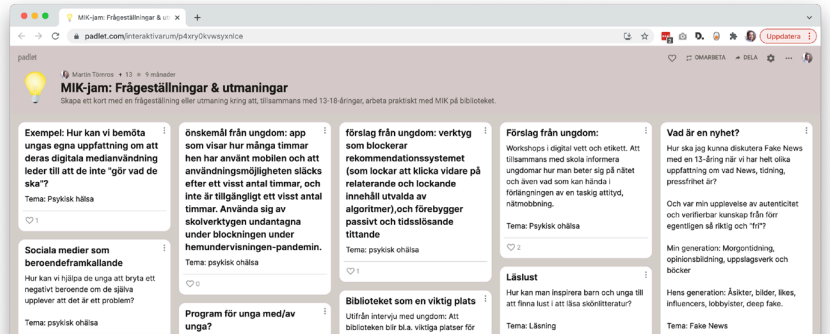 MIK-jam: Frågeställningar & ut
padlet.com/interaktivarum/p4xry0kvwsyxnice
Uppdatera
padlet
OMARBETA
DELA
Martin Törnros + 13 • 9 månader
MIK-jam: Frågeställningar & utmaningar
Skapa ett kort med en frågeställning eller utmaning kring att, tillsammans med 13-18-åringar, arbeta praktiskt med MIK på biblioteket.
Exempel: Hur kan vi bemöta
ungas egna uppfattning om att
deras digitala medianvändning
leder till att de inte "gör vad de
ska"?
Tema: Psykisk hälsa
1
Sociala medier som
beroendeframkallande
Hur kan vi hjälpa de unga att bryta ett
negativt beroende om de själva
upplever att det är ett problem?
Tema: psykisk ohälsa
önskemål från ungdom: app
som visar hur många timmar
hen har använt mobilen och att
användningsmöjligheten släcks
efter ett visst antal timmar, och
inte är tillgängligt ett visst antal
timmar. Använda sig av
skolverktygen undantagna
under blockningen under
hemundervisningen-pandemin.
Tema: psykisk ohälsa
0
Program för unga med/av
unga?
förslag från ungdom: verktyg
som blockerar
rekommendationssystemet
(som lockar att klicka vidare på
relaterande och lockande
innehåll utvalda av
algoritmer),och förebygger
passivt och tidsslösande
tittande
Tema: psykisk ohälsa
1
Biblioteket som en viktig plats
Utifrån intervju med ungdom: Att
biblioteken blir bl.a. viktiga platser för
Förslag från ungdom:
Workshops i digital vett och etikett. Att
tillsammans med skola informera
ungdomar hur man beter sig på nätet
och även vad som kan hända i
förlängningen av en taskig attityd,
nätmobbning.
Tema: Psykisk ohälsa
2
Läslust
Hur kan man inspirera barn och unga till
att finna lust i att läsa skönlitteratur?
Tema: Läsning
Vad är en nyhet?
Hur ska jag kunna diskutera Fake News
med en 13-åring när vi har helt olika
uppfattning om vad News, tidning,
pressfrihet är?
Och var min upplevelse av autenticitet
och verifierbar kunskap från förr
egentligen så riktig och "fri"?
Min generation: Morgontidning,
opinionsbildning, uppslagsverk och
böcker
Hens generation: Åsikter, bilder, likes,
influencers, lobbyister, deep fake.
Tema: Fake News